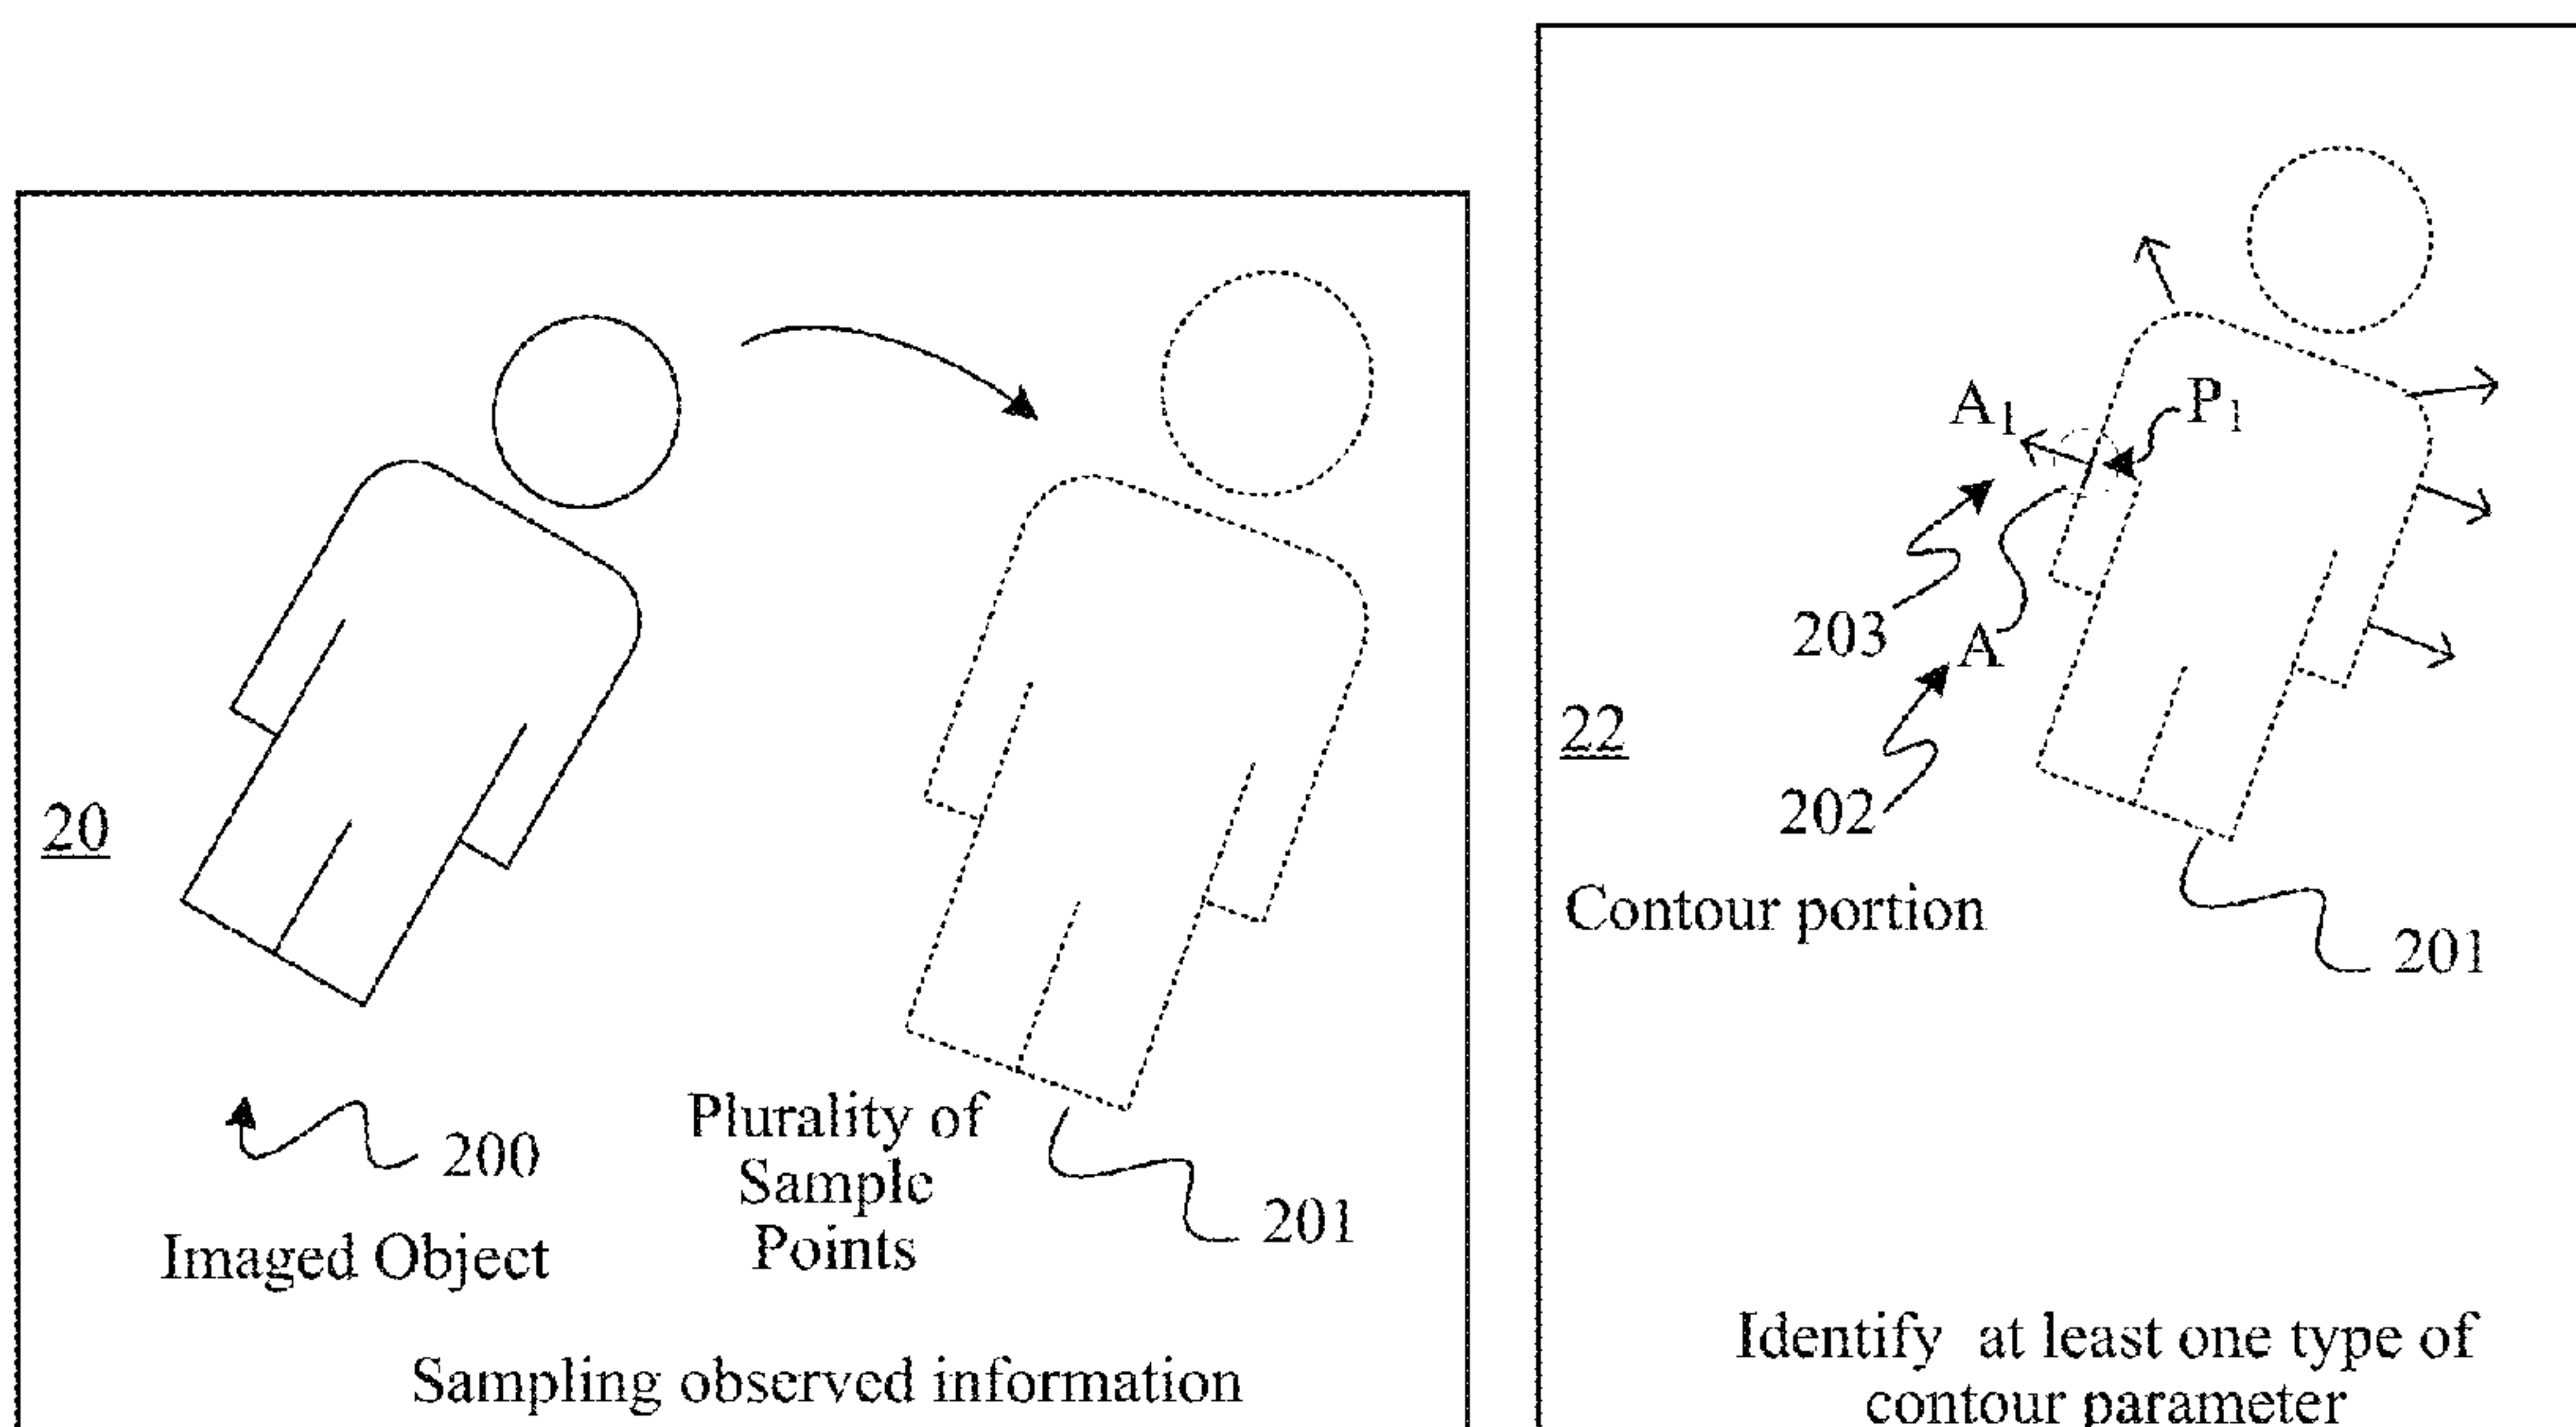 20
200
Imaged Object
Plurality of
Sample
Points
201
Sampling observed information
A1
P1
203
A
22
202
Contour portion
201
Identify at least one type of
contour parameter